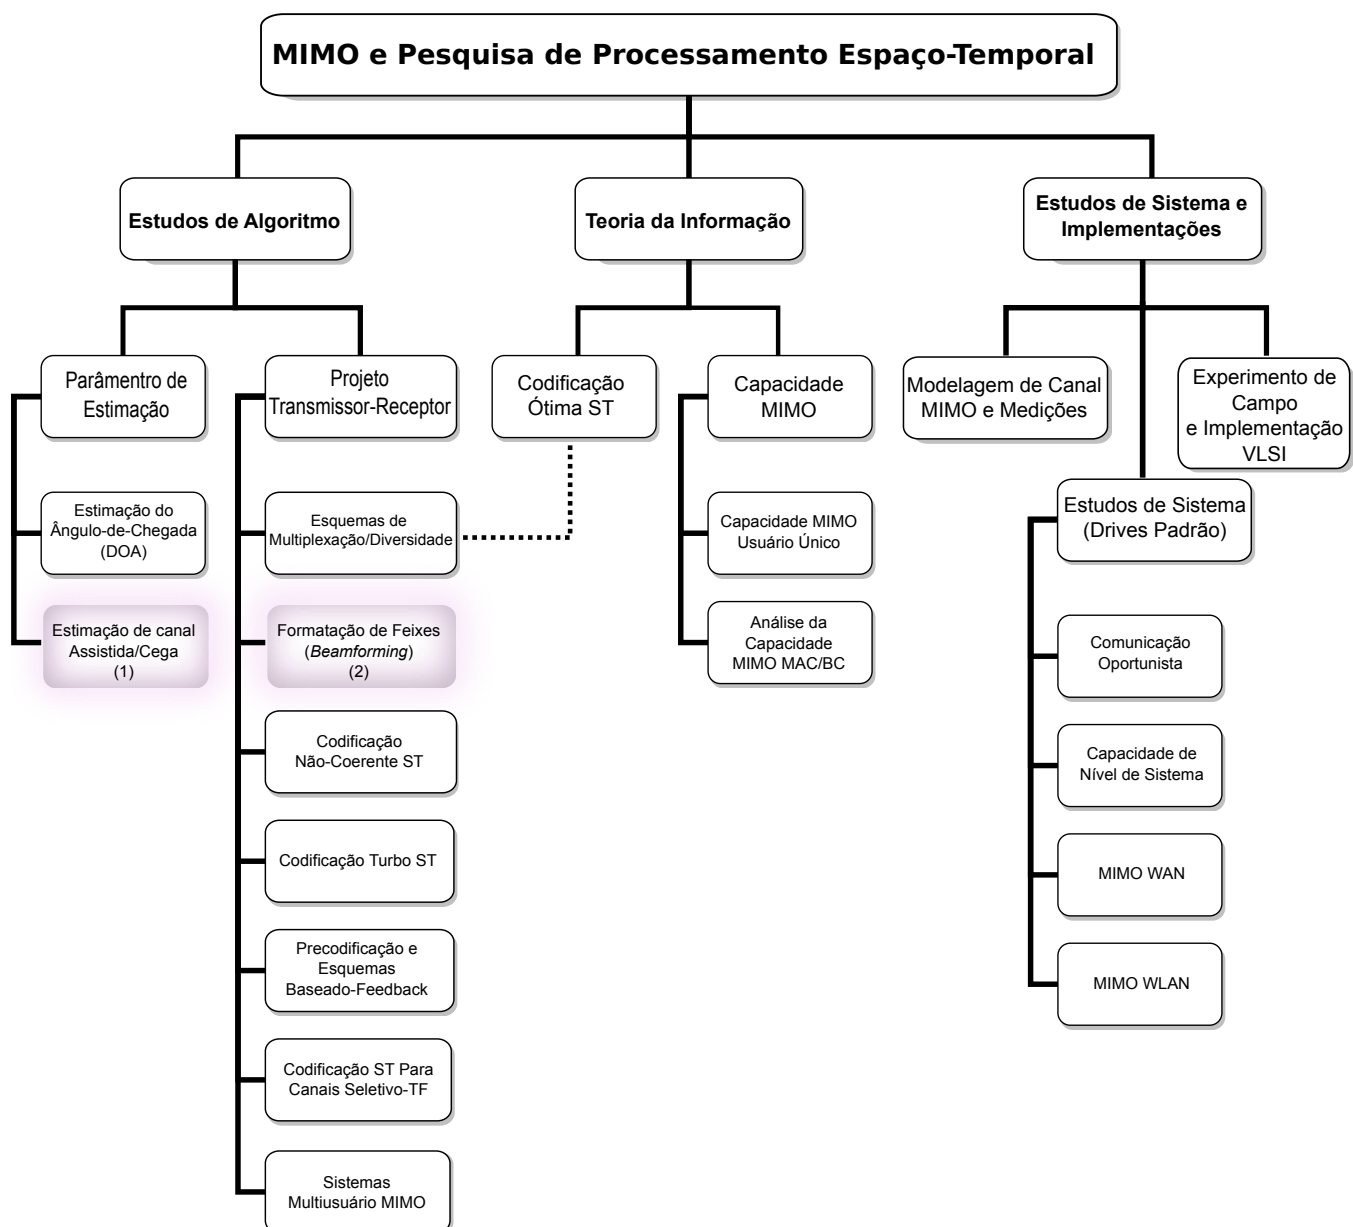 MIMO e Pesquisa de Processamento Espaço-Temporal
Estudos de Algoritmo
Teoria da Informação
Estudos de Sistema e
Implementações
Parâmentro de
Estimação
Projeto
Transmissor-Receptor
Codificação
Ótima ST
Capacidade
MIMO
Modelagem de Canal
MIMO e Medições
Experimento de
Campo
e Implementação
VLSI
Estimação do
Ângulo-de-Chegada
(DOA)
Esquemas de
Multiplexação/Diversidade
Capacidade MIMO
Usuário Único
Estudos de Sistema
(Drives Padrão)
Estimação de canal
Assistida/Cega
(1)
Formatação de Feixes
(Beamforming)
(2)
Análise da
Capacidade
MIMO MAC/BC
Comunicação
Oportunista
Codificação
Não-Coerente ST
Capacidade de
Nível de Sistema
Codificação Turbo ST
MIMO WAN
Precodificação e
Esquemas
Baseado-Feedback
MIMO WLAN
Codificação ST Para
Canais Seletivo-TF
Sistemas
Multiusuário MIMO